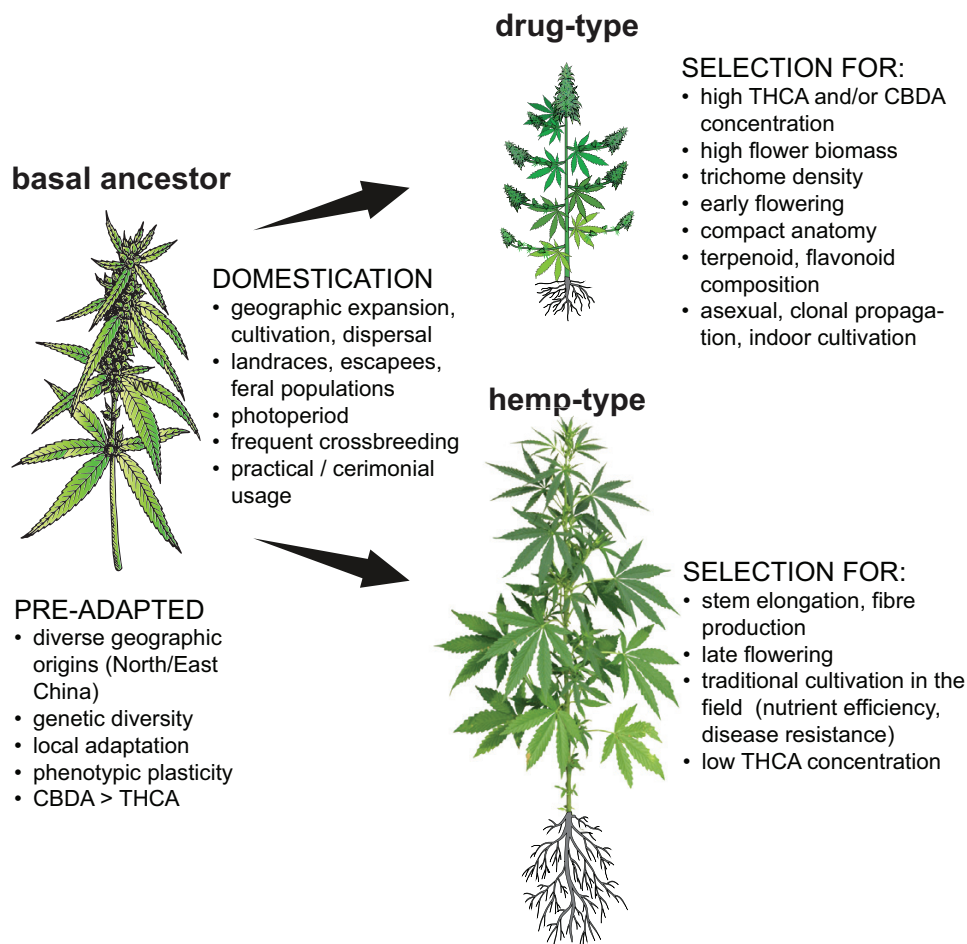 basal ancestor
PRE-ADAPTED
• diverse geographic
origins (North/East
China)
• genetic diversity
• local adaptation
• phenotypic plasticity
• CBDA > THCA
DOMESTICATION
• geographic expansion,
cultivation, dispersal
• landraces, escapees,
feral populations
• photoperiod
• frequent crossbreeding
• practical / cerimonial
usage
drug-type
SELECTION FOR:
• high THCA and/or CBDA
concentration
• high flower biomass
• trichome density
• early flowering
• compact anatomy
• terpenoid, flavonoid
composition
• asexual, clonal propaga-
tion, indoor cultivation
hemp-type
SELECTION FOR:
• stem elongation, fibre
production
• late flowering
• traditional cultivation in the
field (nutrient efficiency,
disease resistance)
• low THCA concentration